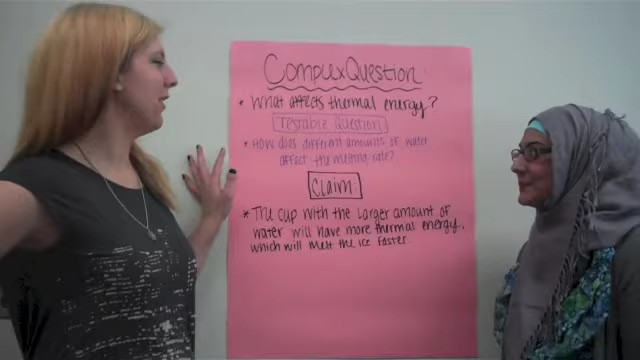 Complex Question:
* What affects thermal energy?
Testable Question
* How does different amounts of water
affect the melting rate?
Claim:
* The cup with the larger amount of
water will have more thermal energy,
which will melt the ice faster.